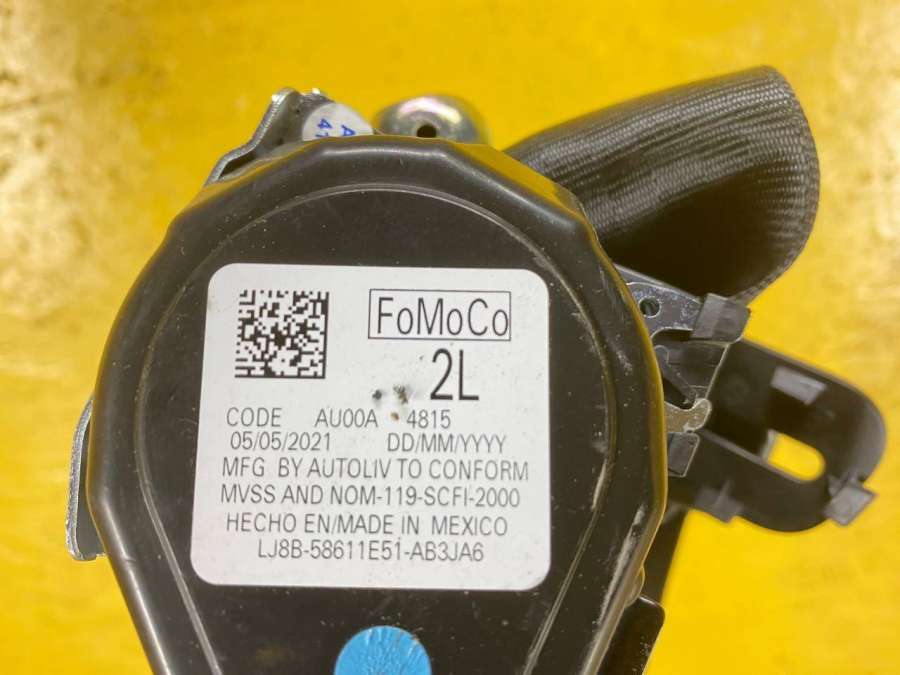 A
41
FoMoCo
2L
CODE AU00A 4815
05/05/2021 DD/MM/YYYY
MFG BY AUTOLIV TO CONFORM
MVSS AND NOM-119-SCFI-2000
HECHO EN/MADE IN MEXICO
LJ8B-58611E51-AB3JA6